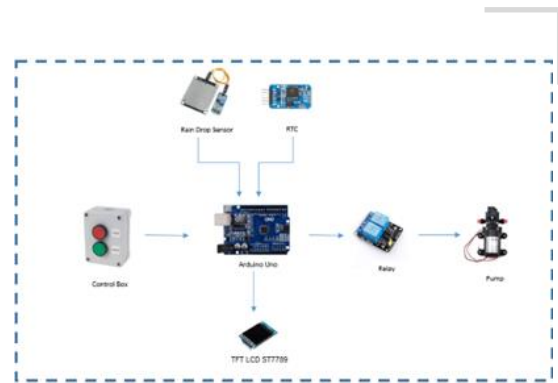 Rain Drop Sensor
RTC
Control Box
Arduino Uno
Relay
Pump
TFT LCD ST7789